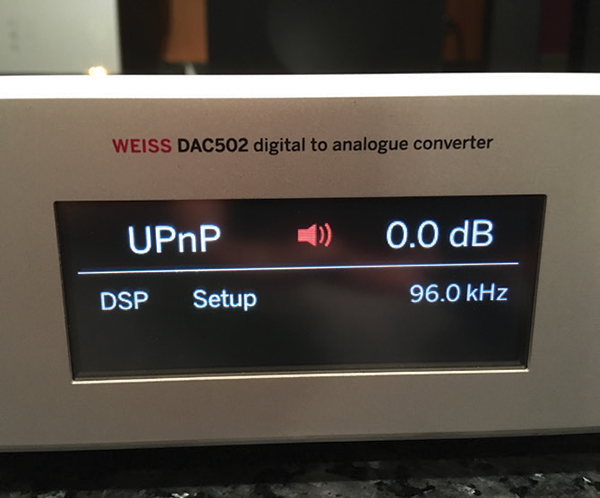 WEISS DAC502 digital to analogue converter
UPnP 0.0 dB
DSP Setup 96.0 kHz